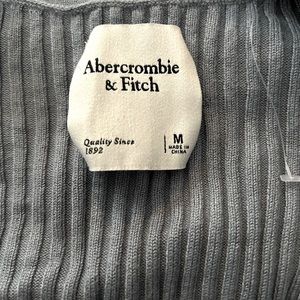 Abercrombie
& Fitch
Quality Since
1892
M
MADE IN
CHINA